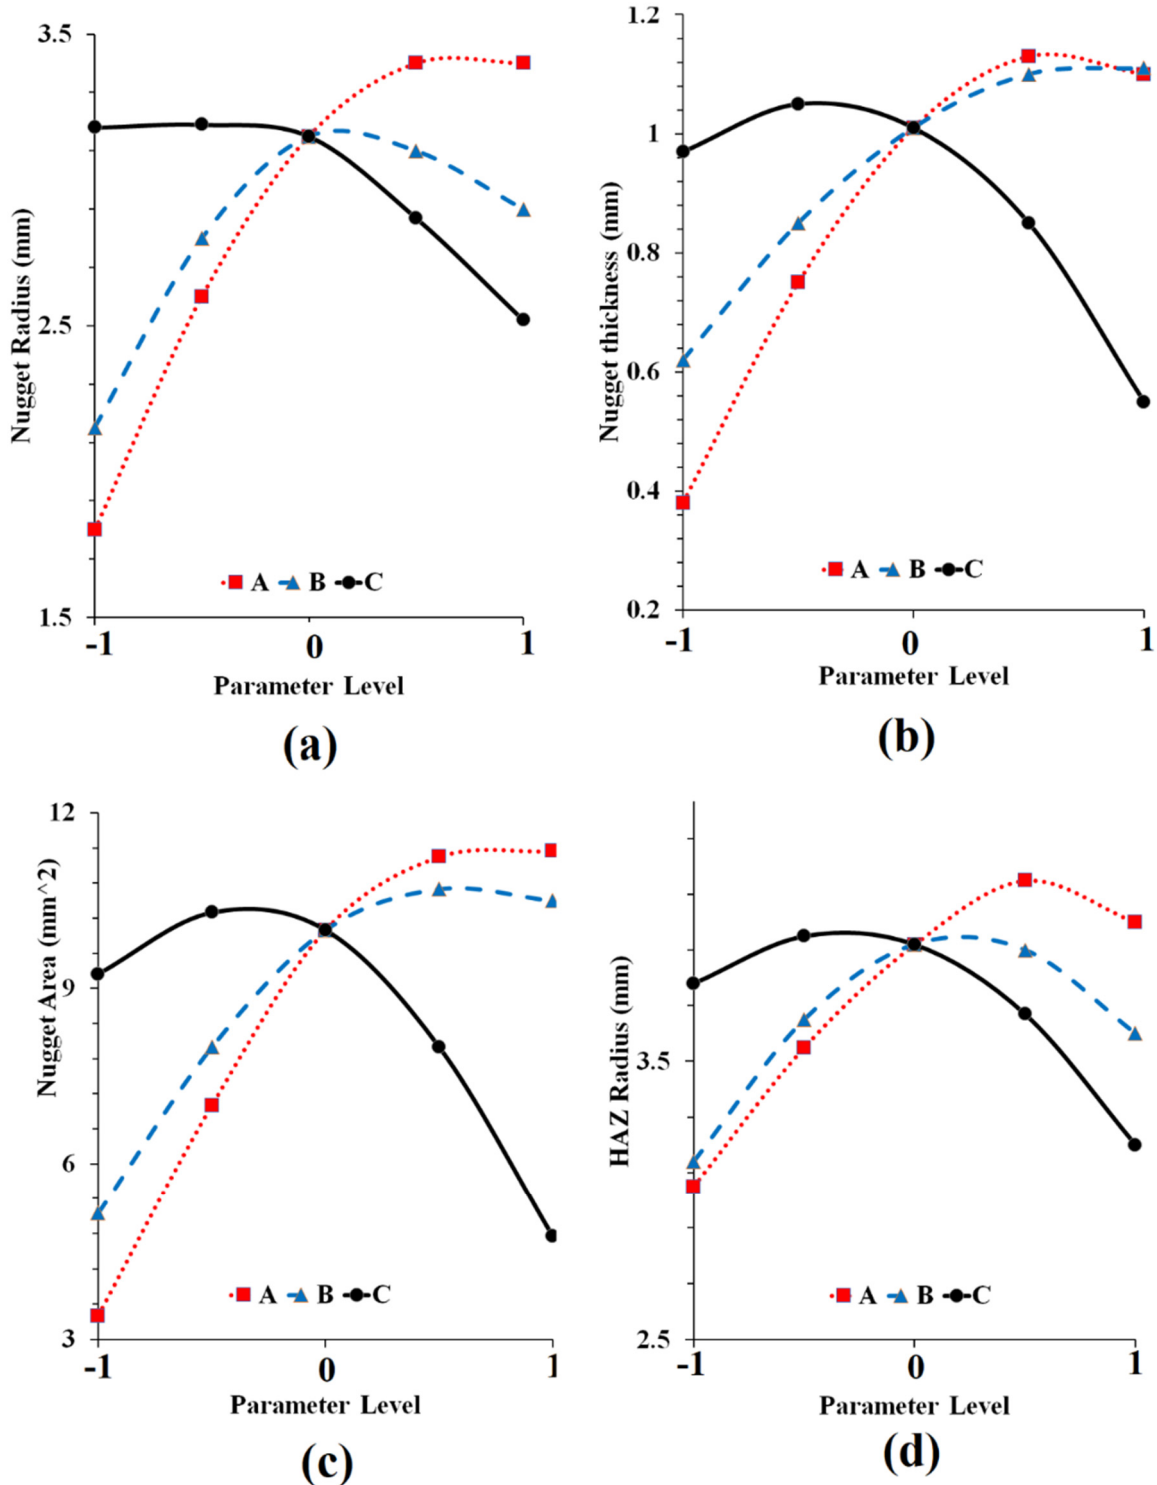 3.5
2.5
1.5
Nugget Radius (mm)
A B C
-1 0 1
Parameter Level
(a)
1.2
1
0.8
0.6
0.4
0.2
Nugget thickness (mm)
A B C
-1 0 1
Parameter Level
(b)
12
9
6
3
Nugget Area (mm^2)
A B C
-1 0 1
Parameter Level
(c)
3.5
2.5
HAZ Radius (mm)
A B C
-1 0 1
Parameter Level
(d)